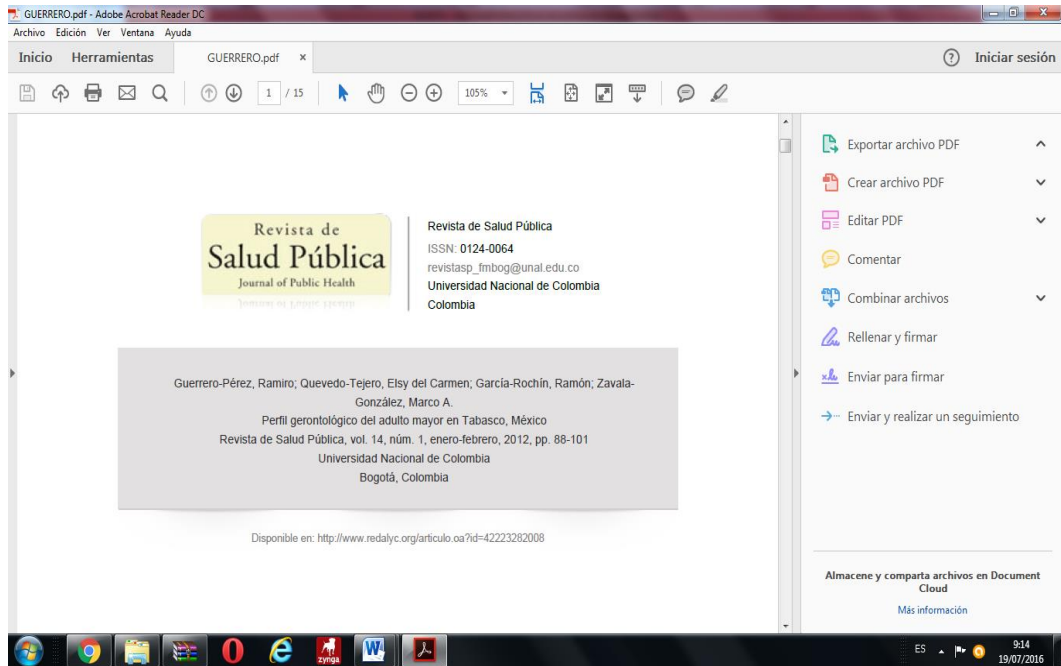 GUERRERO.pdf - Adobe Acrobat Reader DC
Archivo Edición Ver Ventana Ayuda
Inicio Herramientas GUERRERO.pdf × ? Iniciar sesión
1 / 15 105%
Exportar archivo PDF
Crear archivo PDF
Editar PDF
Comentar
Combinar archivos
Rellenar y firmar
Enviar para firmar
Enviar y realizar un seguimiento
Revista de
Salud Pública
Journal of Public Health
Revista de Salud Pública
ISSN: 0124-0064
revistasp_fmbog@unal.edu.co
Universidad Nacional de Colombia
Colombia
Guerrero-Pérez, Ramiro; Quevedo-Tejero, Elsy del Carmen; García-Rochín, Ramón; Zavala-
González, Marco A.
Perfil gerontológico del adulto mayor en Tabasco, México
Revista de Salud Pública, vol. 14, núm. 1, enero-febrero, 2012, pp. 88-101
Universidad Nacional de Colombia
Bogotá, Colombia
Disponible en: http://www.redalyc.org/articulo.oa?id=42223282008
Almacene y comparta archivos en Document
Cloud
Más información
zynga
W
ES 9:14
19/07/2016